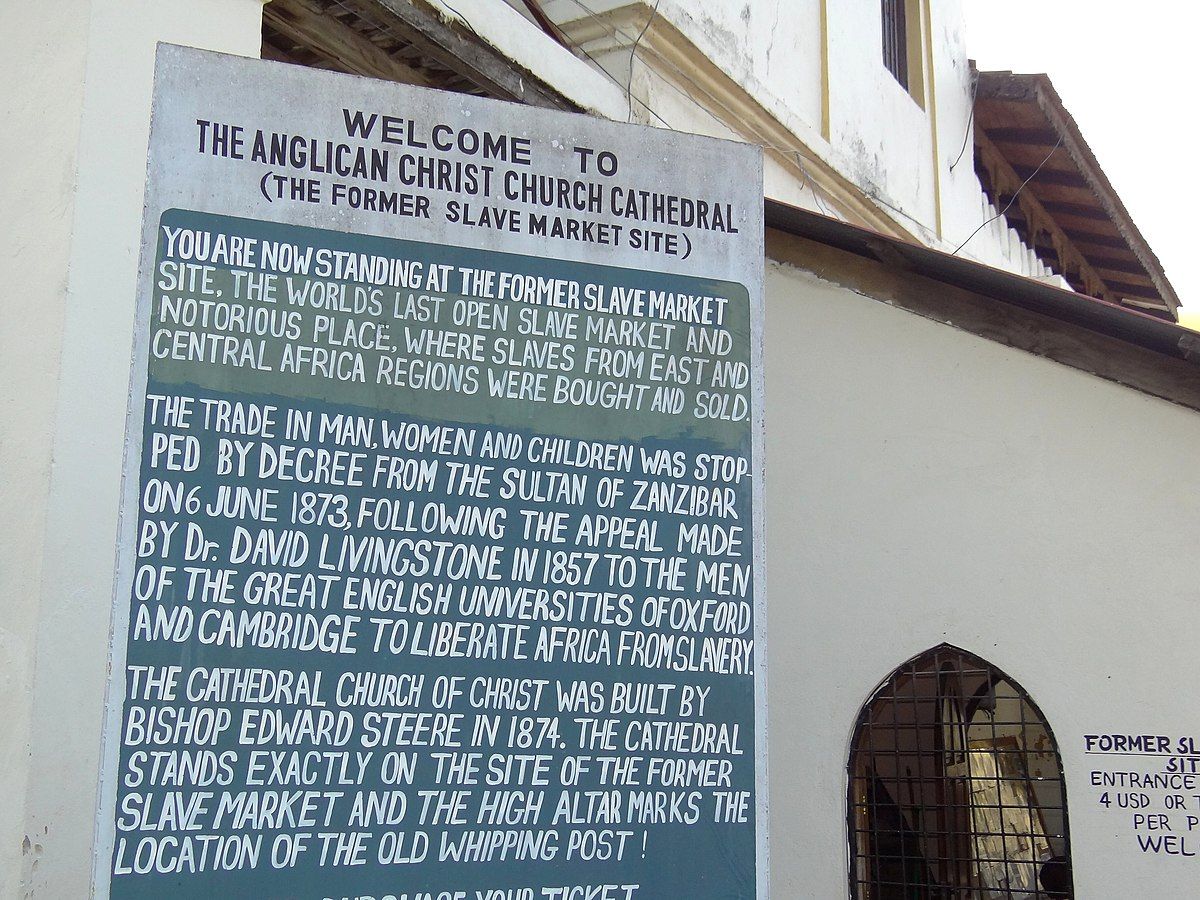 WELCOME TO
THE ANGLICAN CHRIST CHURCH CATHEDRAL
(THE FORMER SLAVE MARKET SITE)
YOU ARE NOW STANDING AT THE FORMER SLAVE MARKET
SITE, THE WORLD'S LAST OPEN SLAVE MARKET AND
NOTORIOUS PLACE, WHERE SLAVES FROM EAST AND
CENTRAL AFRICA REGIONS WERE BOUGHT AND SOLD.
THE TRADE IN MAN, WOMEN AND CHILDREN WAS STOP-
PED BY DECREE FROM THE SULTAN OF ZANZIBAR
ON 6 JUNE 1873, FOLLOWING THE APPEAL MADE
BY Dr. DAVID LIVINGSTONE IN 1857 TO THE MEN
OF THE GREAT ENGLISH UNIVERSITIES OF OXFORD
AND CAMBRIDGE TO LIBERATE AFRICA FROM SLAVERY.
THE CATHEDRAL CHURCH OF CHRIST WAS BUILT BY
BISHOP EDWARD STEERE IN 1874. THE CATHEDRAL
STANDS EXACTLY ON THE SITE OF THE FORMER
SLAVE MARKET AND THE HIGH ALTAR MARKS THE
LOCATION OF THE OLD WHIPPING POST !
YOUR TICKET
FORMER SL
SIT
ENTRANCE
4 USD OR T
PER P
WEL